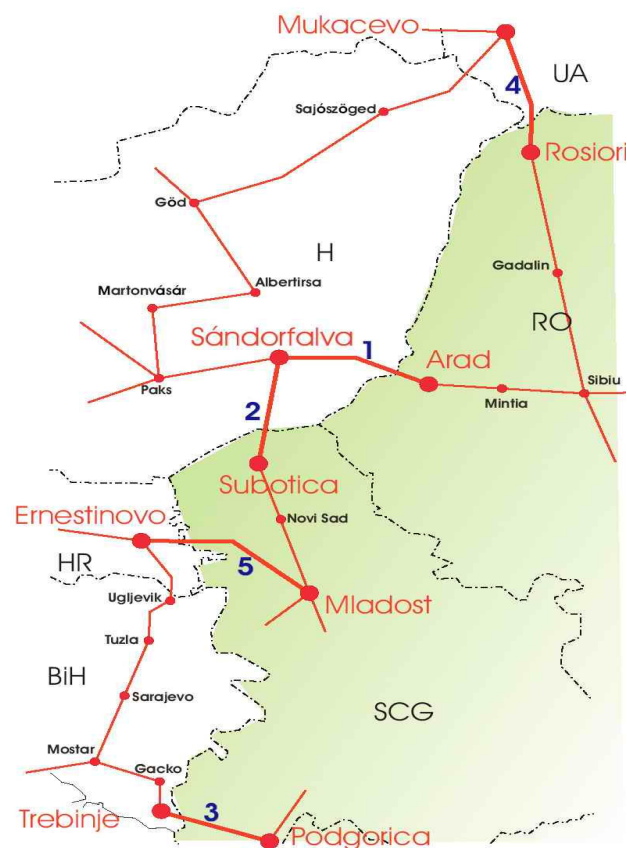 Mukacevo
UA
4
Sajószöged
Rosiori
Göd
H
Gadalin
Albertirsa
Martonvásár
RO
Sándorfalva
1
Arad
Paks
Mintia
Sibiu
2
Subotica
Ernestinovo
Novi Sad
HR
5
Ugljevik
Mladost
Tuzla
BiH
Sarajevo
SCG
Mostar
Gacko
Trebinje
3
Podgorica